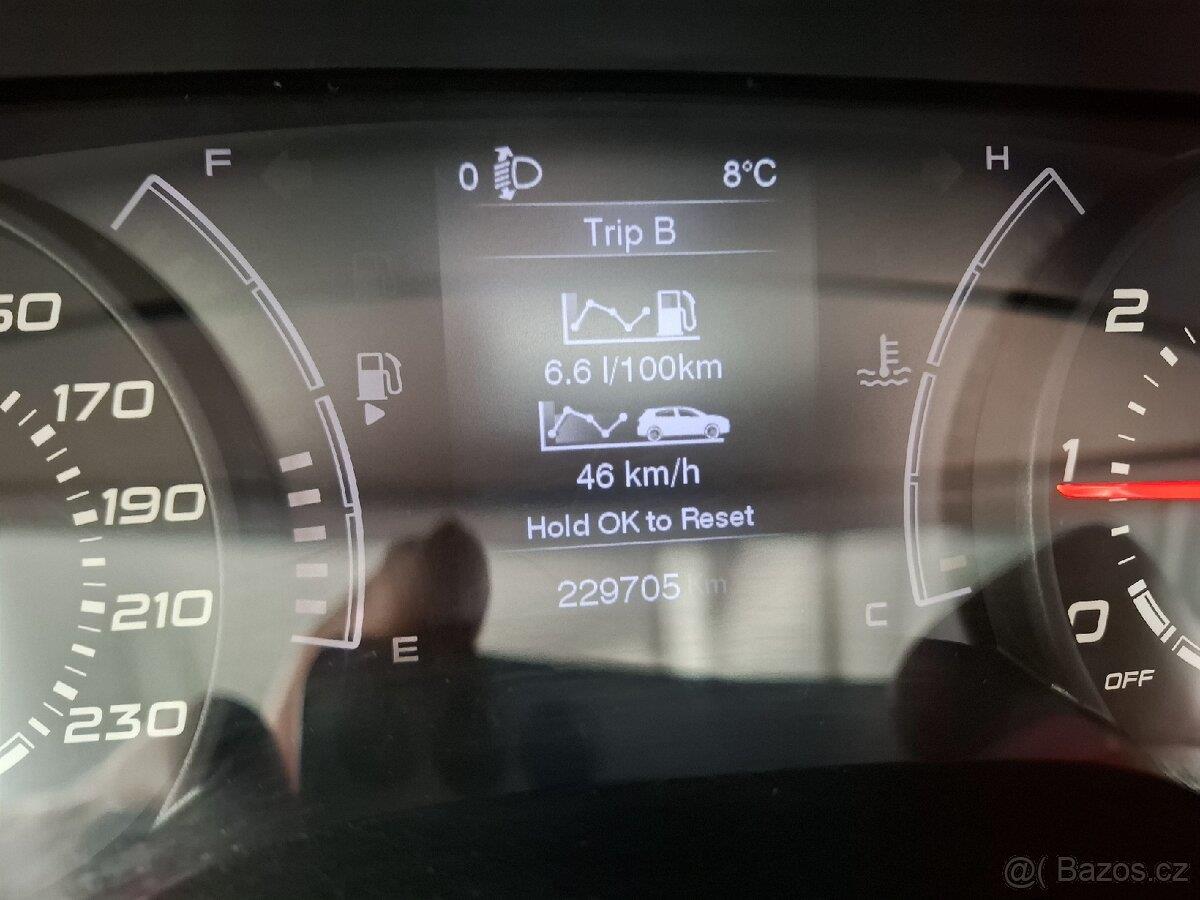 F
0
8°C
H
Trip B
6.6 l/100km
46 km/h
Hold OK to Reset
229705 km
E
C
170
190
210
230
2
1
0
OFF
@( Bazos.cz